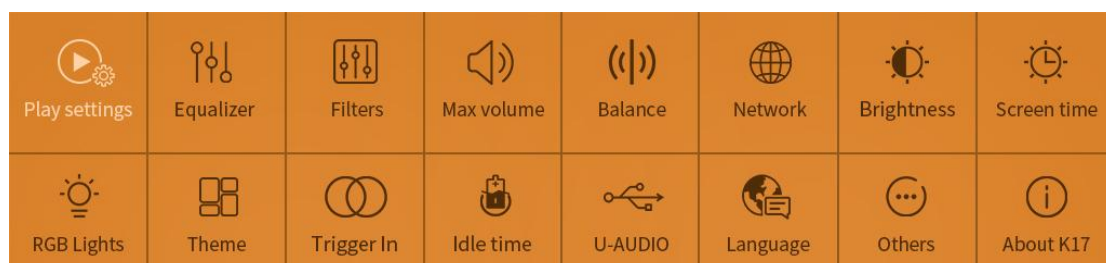 Play settings
Equalizer
Filters
Max volume
Balance
Network
Brightness
Screen time
RGB Lights
Theme
Trigger In
Idle time
U-AUDIO
Language
Others
About K17